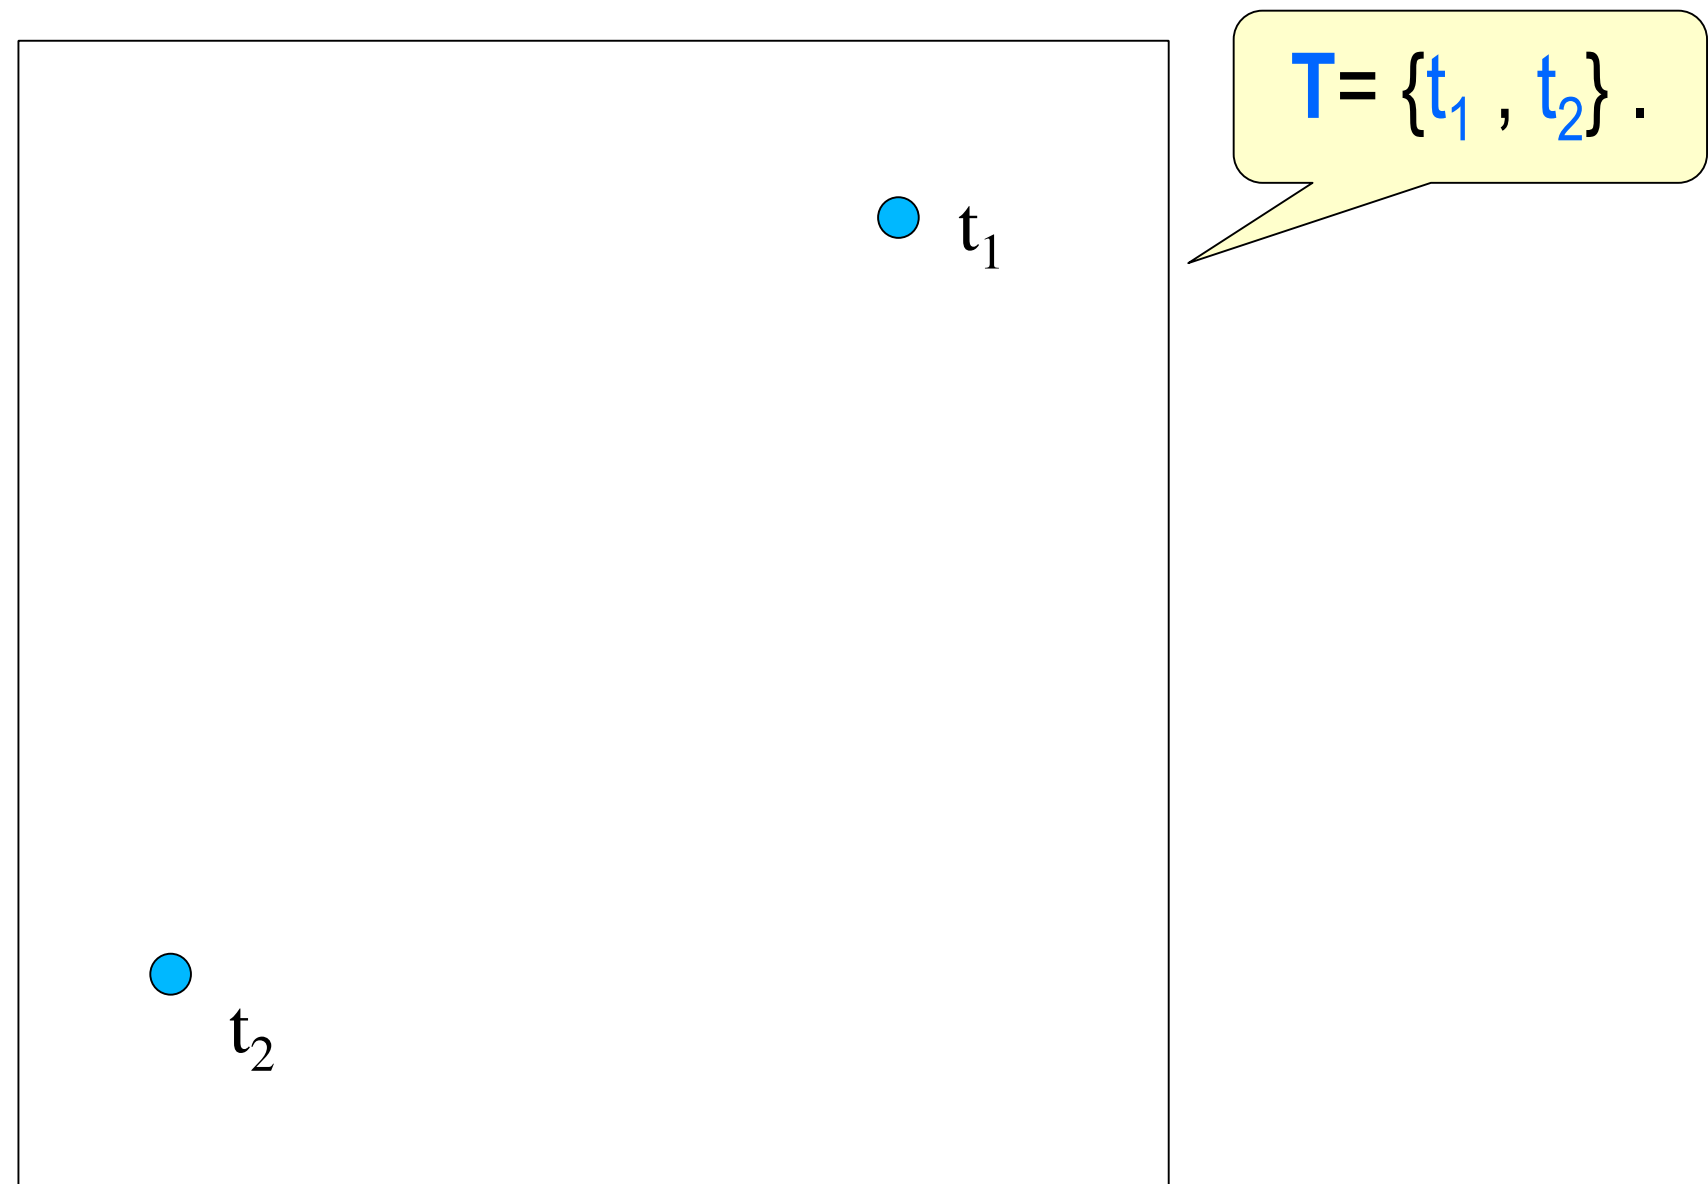 T= {t₁ , t₂} .
t₁
t₂